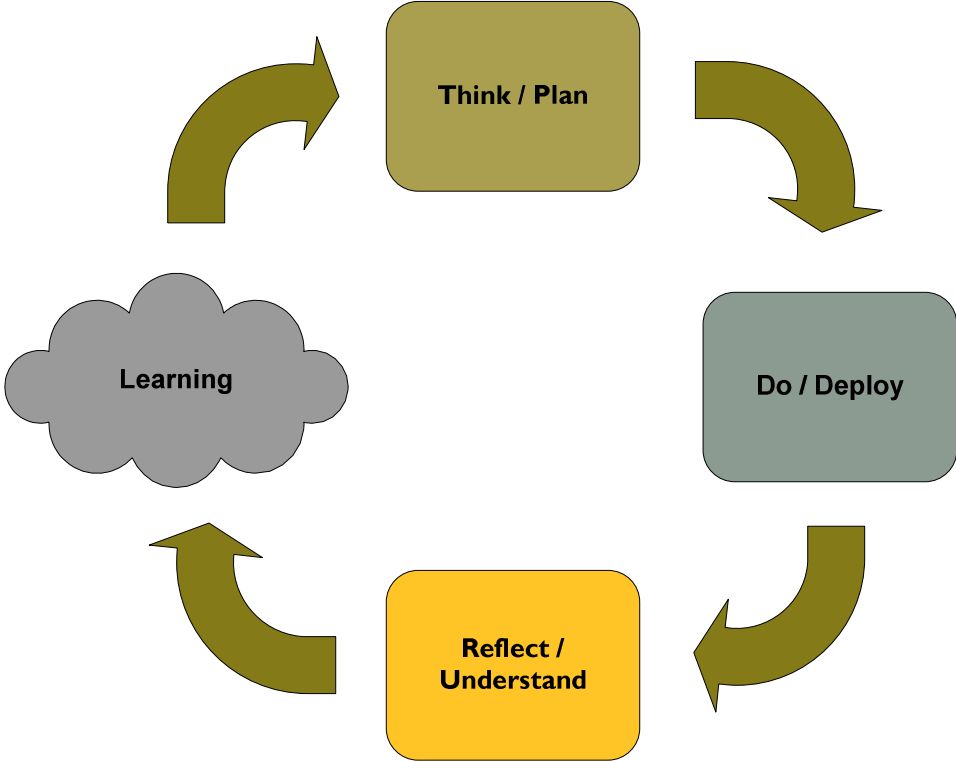 Think / Plan
Learning
Do / Deploy
Reflect /
Understand